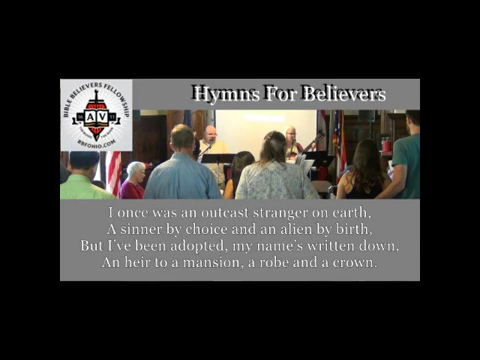 Hymns For Believers
BIBLE BELIEVERS FELLOWSHIP
AV
BBFOHIO.COM
I once was an outcast stranger on earth,
A sinner by choice and an alien by birth,
But I've been adopted, my name's written down,
An heir to a mansion, a robe and a crown.